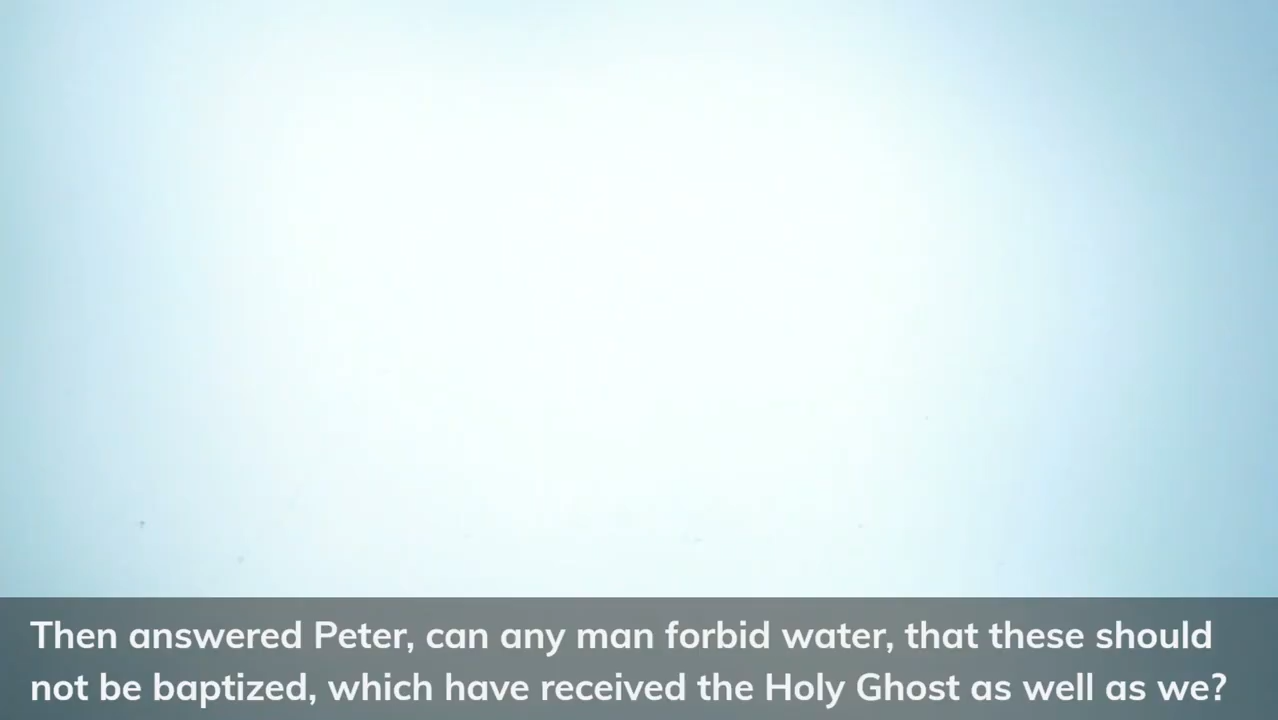 Then answered Peter, can any man forbid water, that these should
not be baptized, which have received the Holy Ghost as well as we?